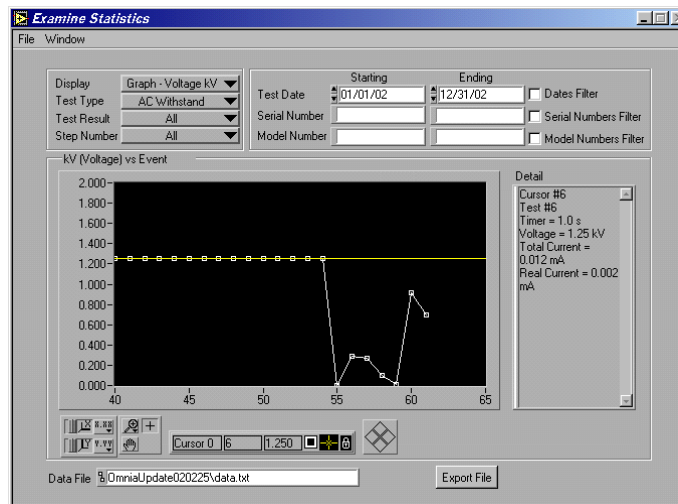 Examine Statistics
File Window
Display Graph - Voltage kV
Test Type AC Withstand
Test Result All
Step Number All
Starting Ending
Test Date 01/01/02 12/31/02 Dates Filter
Serial Number Serial Numbers Filter
Model Number Model Numbers Filter
kV (Voltage) vs Event
2.000
1.800
1.600
1.400
1.200
1.000
0.800
0.600
0.400
0.200
0.000
40 45 50 55 60 65
Detail
Cursor #6
Test #6
Timer = 1.0 s
Voltage = 1.25 kV
Total Current =
0.012 mA
Real Current = 0.002
mA
X X.XX
Y Y.YY
Cursor 0 6 1.250
Data File OmniaUpdate020225\data.txt Export File